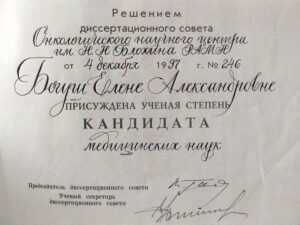 Решением
диссертационного совета
Онкологического научного центра
им. Н.Н. Блохина РАМН
от 4 декабря 1997 г. № 246
Богуш Елене Александровне
ПРИСУЖДЕНА УЧЕНАЯ СТЕПЕНЬ
КАНДИДАТА
медицинских наук
Председатель диссертационного совета
Ученый секретарь
диссертационного совета